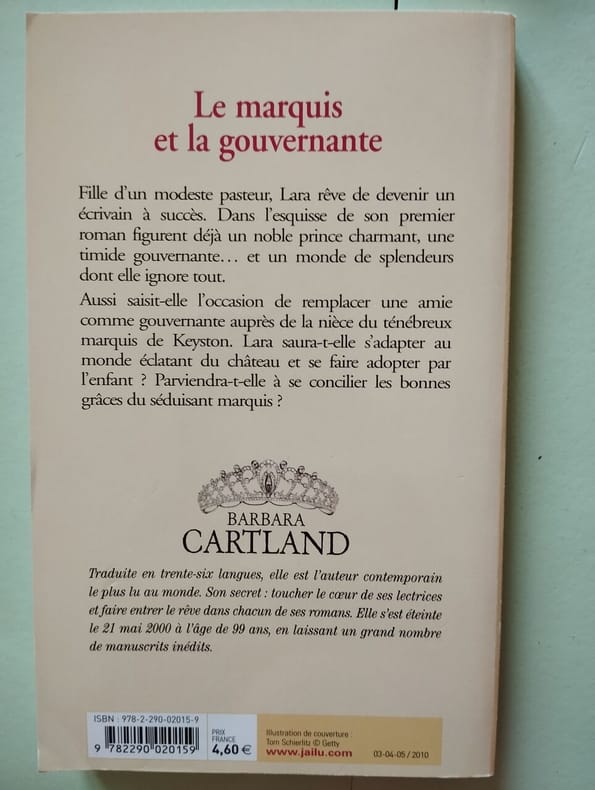 Le marquis
et la gouvernante
Fille d'un modeste pasteur, Lara rêve de devenir un
écrivain à succès. Dans l'esquisse de son premier
roman figurent déjà un noble prince charmant, une
timide gouvernante… et un monde de splendeurs
dont elle ignore tout.
Aussi saisit-elle l'occasion de remplacer une amie
comme gouvernante auprès de la nièce du ténébreux
marquis de Keyston. Lara saura-t-elle s'adapter au
monde éclatant du château et se faire adopter par
l'enfant ? Parviendra-t-elle à se concilier les bonnes
grâces du séduisant marquis ?
BARBARA
CARTLAND
Traduite en trente-six langues, elle est l'auteur contemporain
le plus lu au monde. Son secret : toucher le cœur de ses lectrices
et faire entrer le rêve dans chacun de ses romans. Elle s'est éteinte
le 21 mai 2000 à l'âge de 99 ans, en laissant un grand nombre
de manuscrits inédits.
ISBN : 978-2-290-02015-9
9 782290 020159
PRIX
FRANCE
4,60 €
Illustration de couverture :
Tom Schierlitz © Getty
www.jailu.com
03-04-05 / 2010